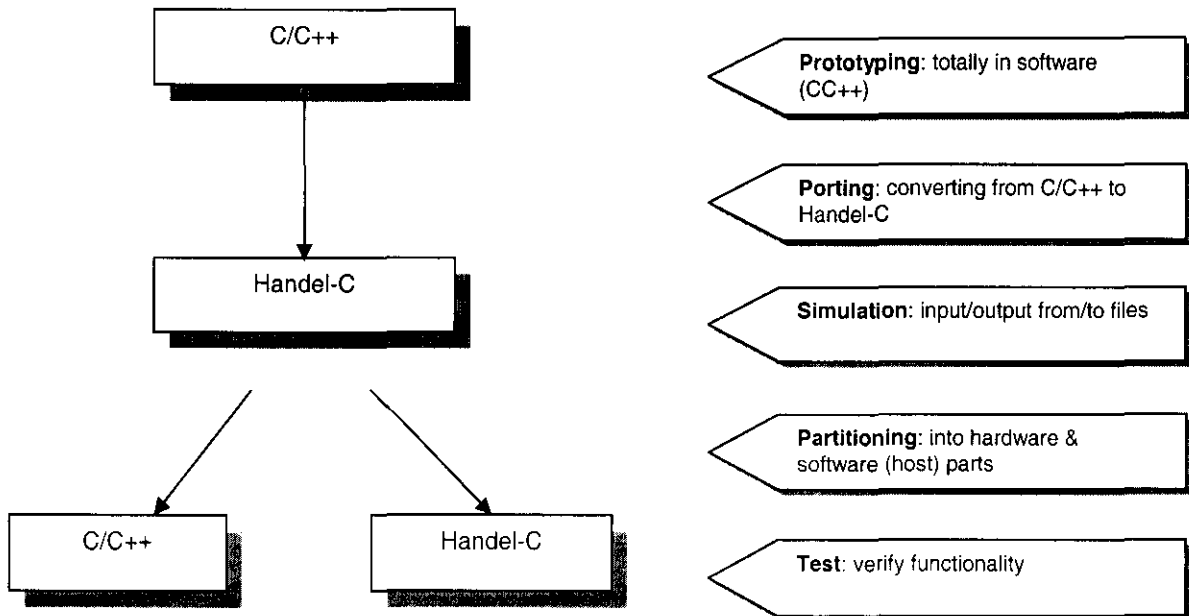 C/C++
Prototyping: totally in software
(CC++)
Porting: converting from C/C++ to
Handel-C
Handel-C
Simulation: input/output from/to files
Partitioning: into hardware &
software (host) parts
C/C++
Handel-C
Test: verify functionality